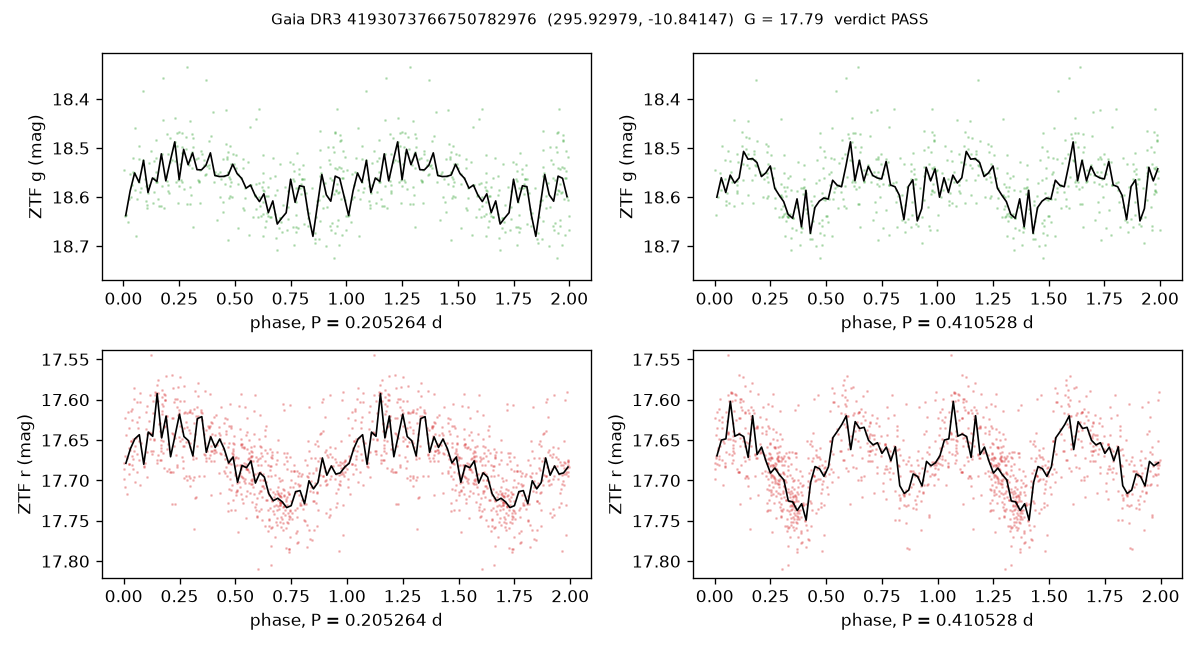 Gaia DR3 4193073766750782976 (295.92979, -10.84147) G = 17.79 verdict PASS
ZTF g (mag)
18.4
18.5
18.6
18.7
0.00 0.25 0.50 0.75 1.00 1.25 1.50 1.75 2.00
phase, P = 0.205264 d
ZTF g (mag)
18.4
18.5
18.6
18.7
0.00 0.25 0.50 0.75 1.00 1.25 1.50 1.75 2.00
phase, P = 0.410528 d
ZTF r (mag)
17.55
17.60
17.65
17.70
17.75
17.80
0.00 0.25 0.50 0.75 1.00 1.25 1.50 1.75 2.00
phase, P = 0.205264 d
ZTF r (mag)
17.55
17.60
17.65
17.70
17.75
17.80
0.00 0.25 0.50 0.75 1.00 1.25 1.50 1.75 2.00
phase, P = 0.410528 d